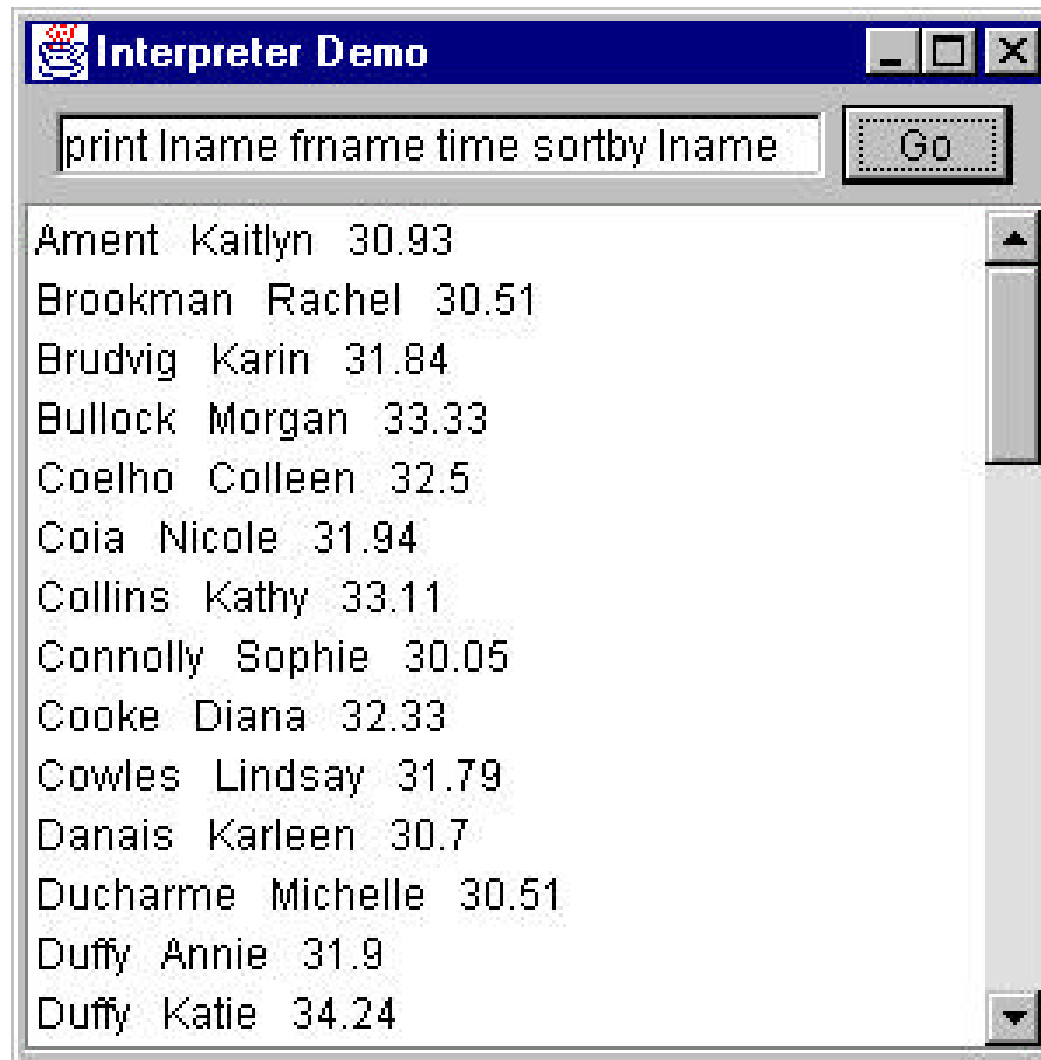 Interpreter Demo
print lname frname time sortby lname
Go
Ament Kaitlyn 30.93
Brookman Rachel 30.51
Brudvig Karin 31.84
Bullock Morgan 33.33
Coelho Colleen 32.5
Coia Nicole 31.94
Collins Kathy 33.11
Connolly Sophie 30.05
Cooke Diana 32.33
Cowles Lindsay 31.79
Danais Karleen 30.7
Ducharme Michelle 30.51
Duffy Annie 31.9
Duffy Katie 34.24